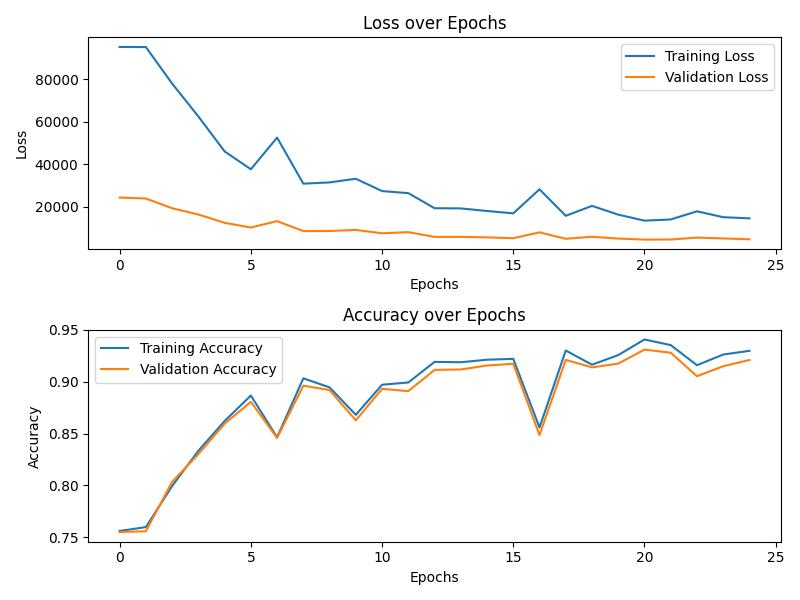 Loss over Epochs
Training Loss
Validation Loss
80000
60000
40000
20000
Loss
0 5 10 15 20 25
Epochs
Accuracy over Epochs
Training Accuracy
Validation Accuracy
0.95
0.90
0.85
0.80
0.75
Accuracy
0 5 10 15 20 25
Epochs